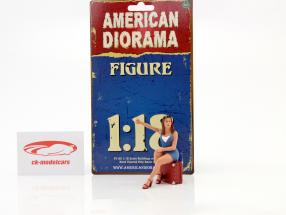 AMERICAN
DIORAMA
FIGURE
1:18
ck-modelcars